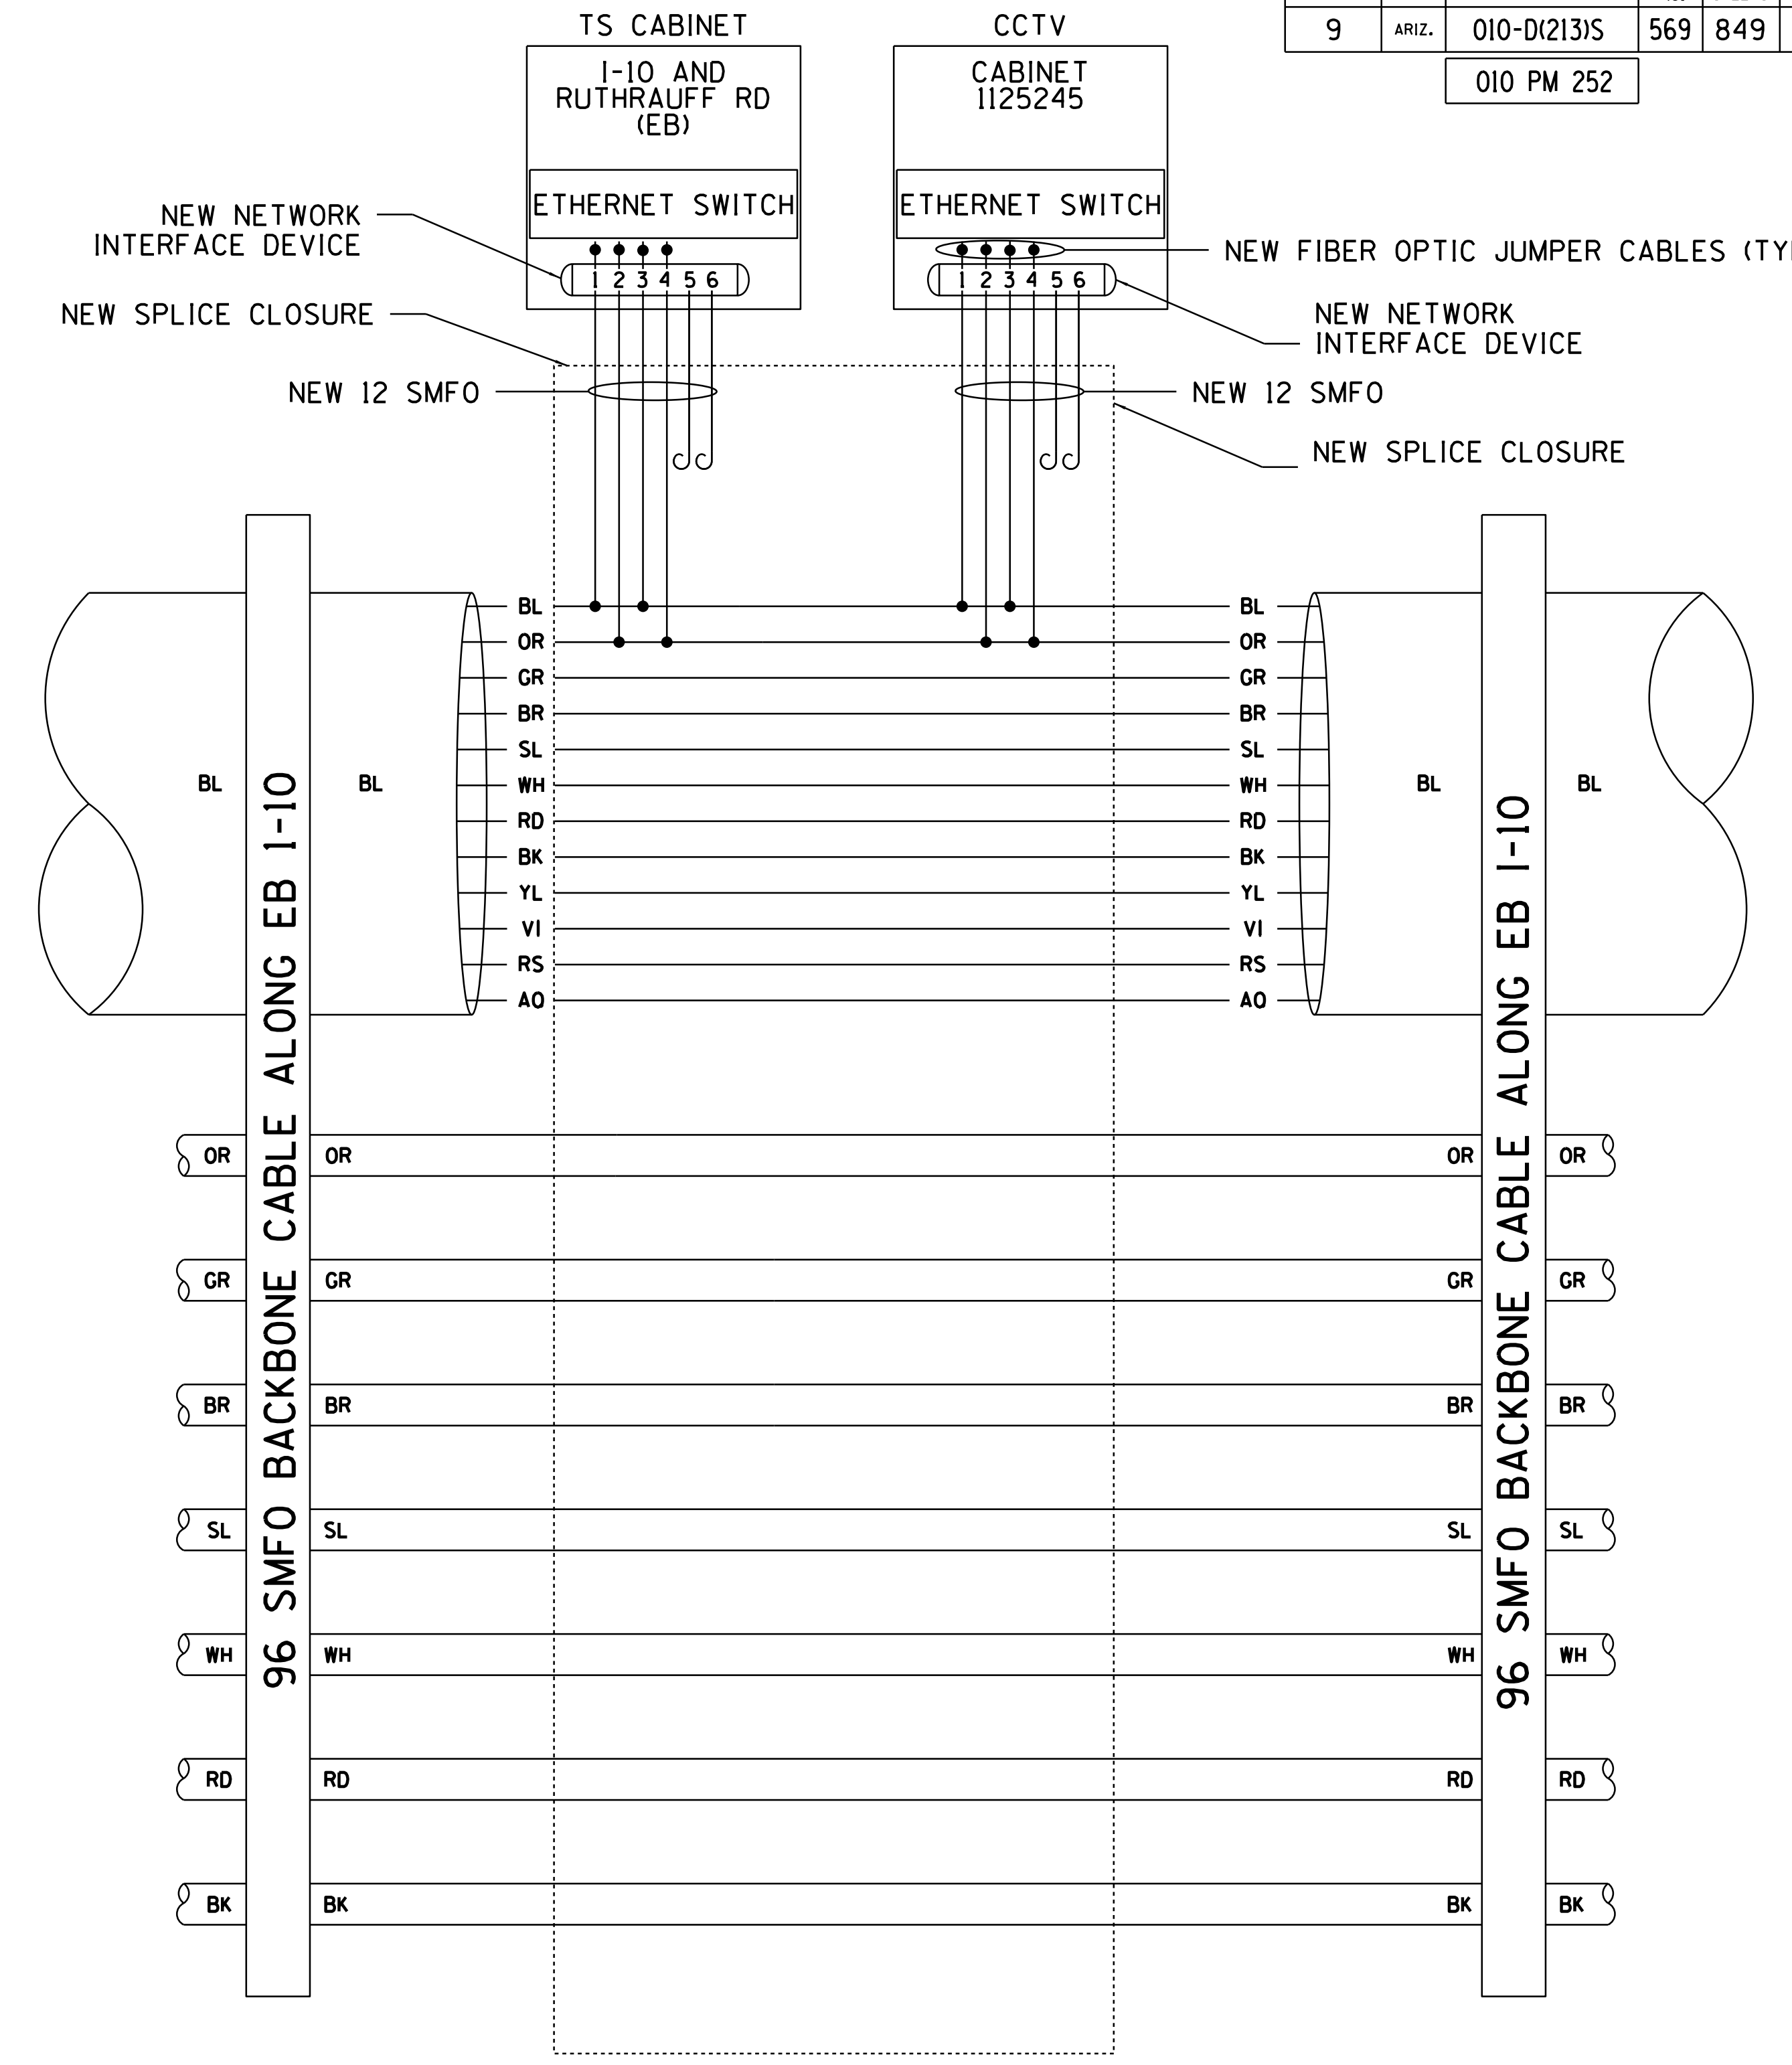 TS CABINET
CCTV
9 ARIZ. 010-D(213)S 569 849
010 PM 252
I-10 AND
RUTHRAUFF RD
(EB)
CABINET
1125245
ETHERNET SWITCH
ETHERNET SWITCH
NEW NETWORK
INTERFACE DEVICE
NEW FIBER OPTIC JUMPER CABLES
1 2 3 4 5 6
1 2 3 4 5 6
NEW SPLICE CLOSURE
NEW NETWORK
INTERFACE DEVICE
NEW 12 SMFO
NEW 12 SMFO
NEW SPLICE CLOSURE
BL BL
OR OR
GR GR
BR BR
SL SL
WH WH
BL BL BL BL
RD RD
BK BK
YL YL
VI VI
RS RS
AQ AQ
96 SMFO BACKBONE CABLE ALONG EB I-10
96 SMFO BACKBONE CABLE ALONG EB I-10
OR OR OR OR
GR GR GR GR
BR BR BR BR
SL SL SL SL
WH WH WH WH
RD RD RD RD
BK BK BK BK